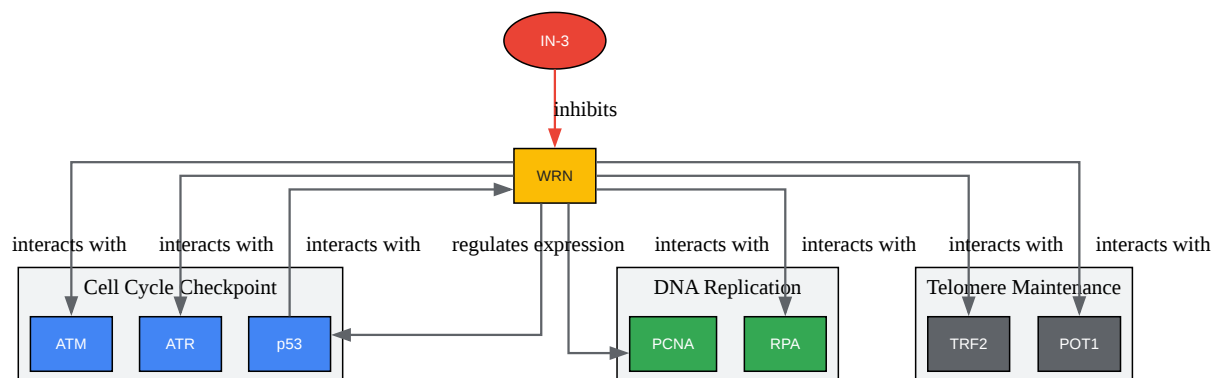 IN-3
inhibits
WRN
interacts with
interacts with
interacts with
regulates expression
interacts with
interacts with
interacts with
interacts with
Cell Cycle Checkpoint
DNA Replication
Telomere Maintenance
ATM
ATR
p53
PCNA
RPA
TRF2
POT1